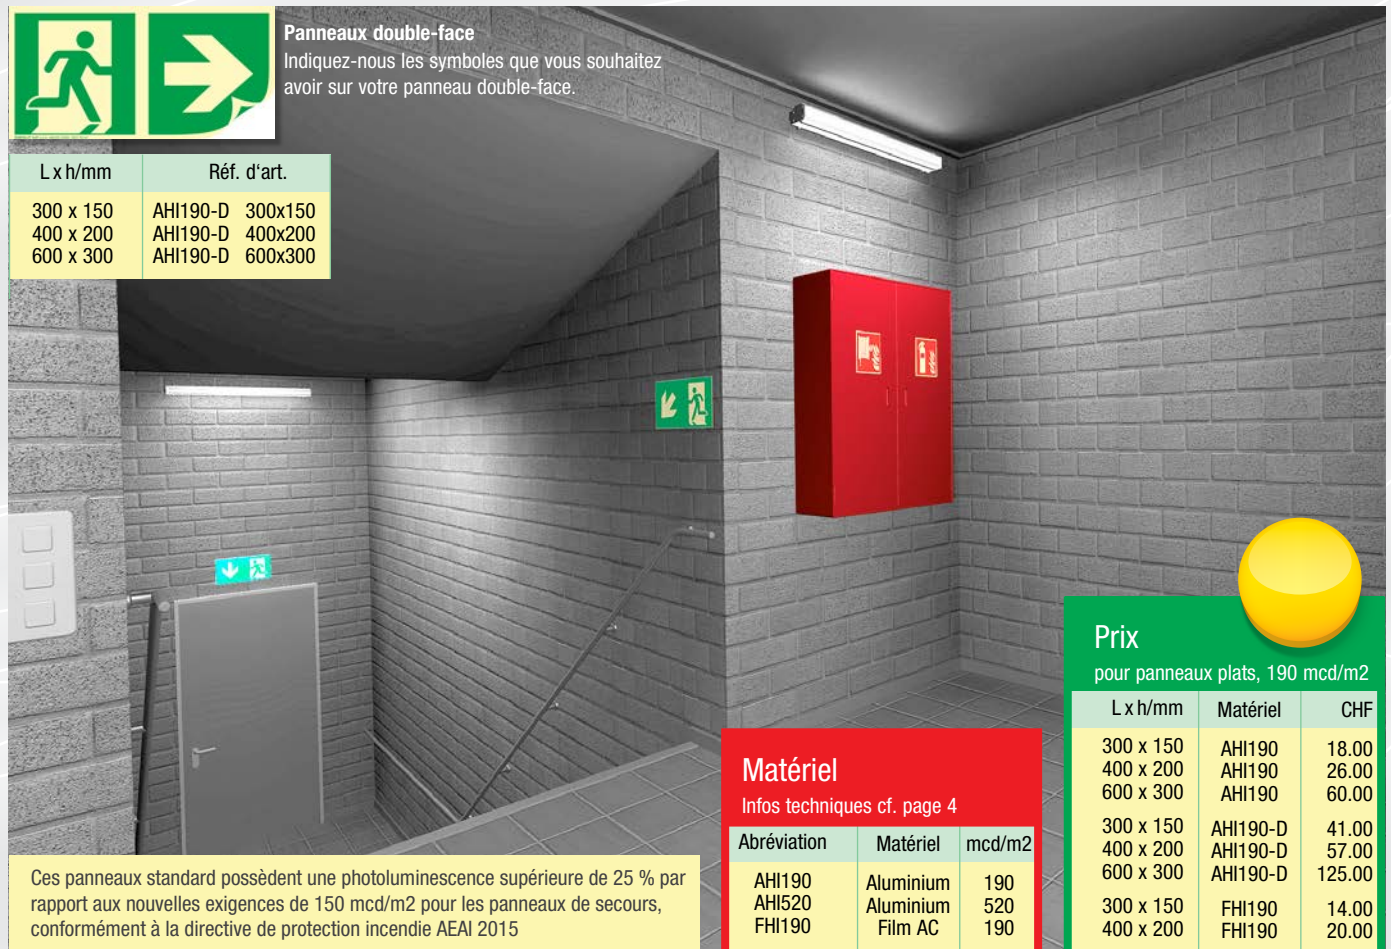 Panneaux double-face
Indiquez-nous les symboles que vous souhaitez
avoir sur votre panneau double-face.
L x h/mm Réf. d‘art.
300 x 150 AHI190-D 300x150
400 x 200 AHI190-D 400x200
600 x 300 AHI190-D 600x300
Ces panneaux standard possèdent une photoluminescence supérieure de 25 % par
rapport aux nouvelles exigences de 150 mcd/m2 pour les panneaux de secours,
conformément à la directive de protection incendie AEAI 2015
Matériel
Infos techniques cf. page 4
Abréviation Matériel mcd/m2
AHI190 Aluminium 190
AHI520 Aluminium 520
FHI190 Film AC 190
Prix
pour panneaux plats, 190 mcd/m2
L x h/mm Matériel CHF
300 x 150 AHI190 18.00
400 x 200 AHI190 26.00
600 x 300 AHI190 60.00
300 x 150 AHI190-D 41.00
400 x 200 AHI190-D 57.00
600 x 300 AHI190-D 125.00
300 x 150 FHI190 14.00
400 x 200 FHI190 20.00